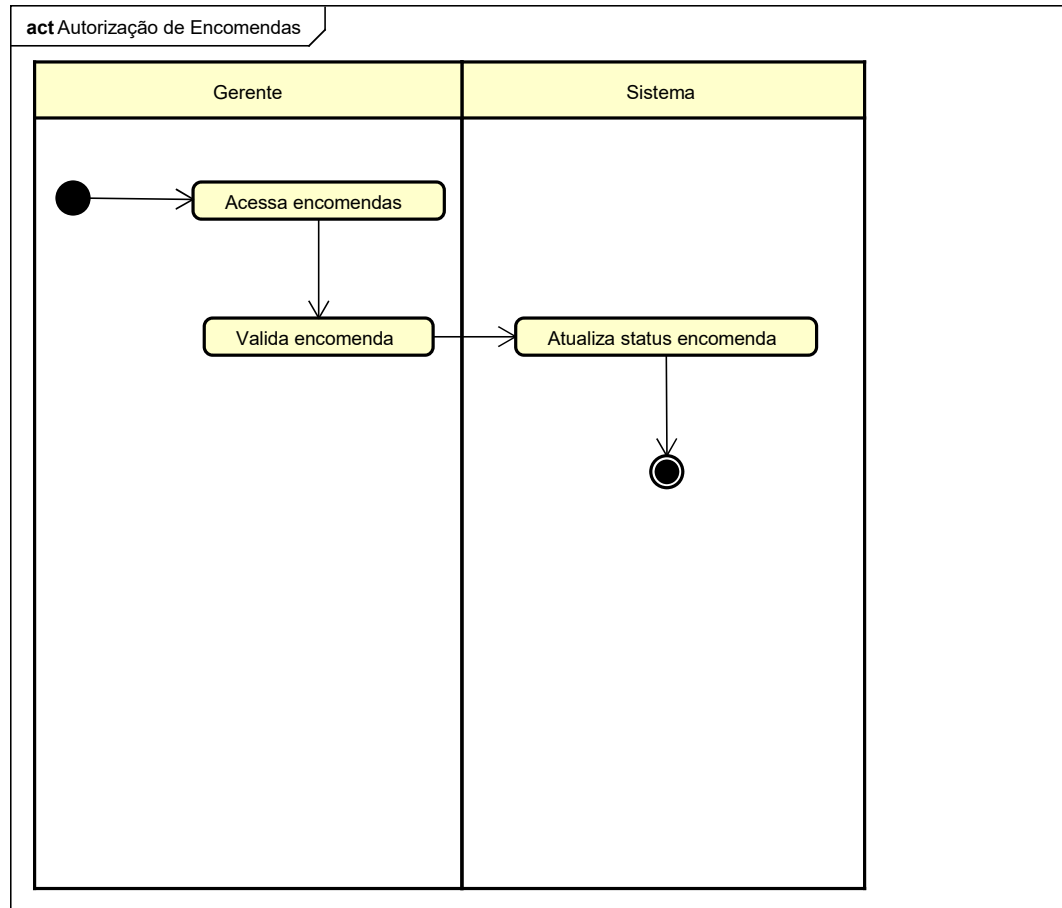 act Autorização de Encomendas
Gerente
Sistema
Acessa encomendas
Valida encomenda
Atualiza status encomenda